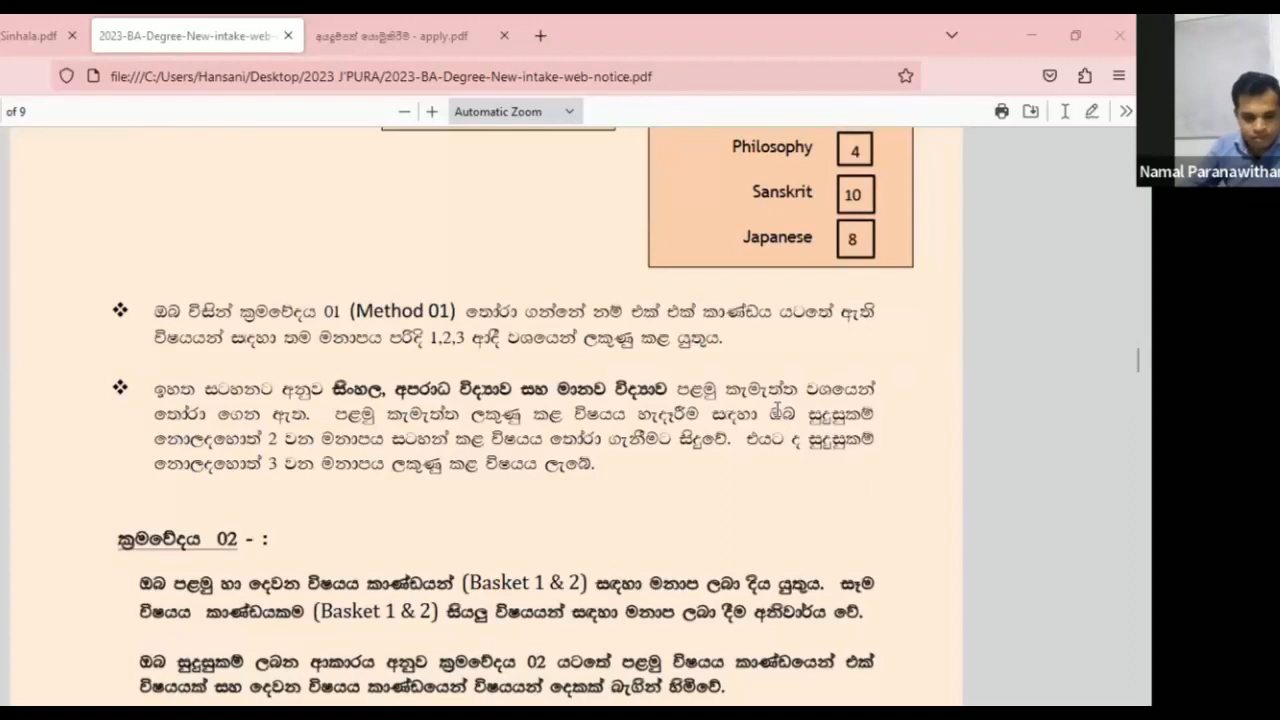 Sinhala.pdf
2023-BA-Degree-New-intake-web-
අයදුම්පත් යොමුකිරීම - apply.pdf
file:///C:/Users/Hansani/Desktop/2023 J'PURA/2023-BA-Degree-New-intake-web-notice.pdf
of 9
Automatic Zoom
Namal Paranawithan
Philosophy 4
Sanskrit 10
Japanese 8
❖ ඔබ විසින් ක්‍රමවේදය 01 (Method 01) තෝරා ගන්නේ නම් එක් එක් කාණ්ඩය යටතේ ඇති
විෂයයන් සඳහා තම මනාපය පරිදි 1,2,3 ආදී වශයෙන් ලකුණු කළ යුතුය.
❖ ඉහත සටහනට අනුව සිංහල, අපරාධ විද්‍යාව සහ මානව විද්‍යාව පළමු කැමැත්ත වශයෙන්
තෝරා ගෙන ඇත. පළමු කැමැත්ත ලකුණු කළ විෂයය හැදෑරීම සඳහා ඔබ සුදුසුකම්
නොලදහොත් 2 වන මනාපය සටහන් කළ විෂයය තෝරා ගැනීමට සිදුවේ. එයට ද සුදුසුකම්
නොලදහොත් 3 වන මනාපය ලකුණු කළ විෂයය ලැබේ.
ක්‍රමවේදය 02 - :
ඔබ පළමු හා දෙවන විෂයය කාණ්ඩයන් (Basket 1 & 2) සඳහා මනාප ලබා දිය යුතුය. සෑම
විෂයය කාණ්ඩයකම (Basket 1 & 2) සියලු විෂයයන් සඳහා මනාප ලබා දීම අනිවාර්ය වේ.
ඔබ සුදුසුකම් ලබන ආකාරය අනුව ක්‍රමවේදය 02 යටතේ පළමු විෂයය කාණ්ඩයෙන් එක්
විෂයයක් සහ දෙවන විෂයය කාණ්ඩයෙන් විෂයයන් දෙකක් බැගින් හිමිවේ.